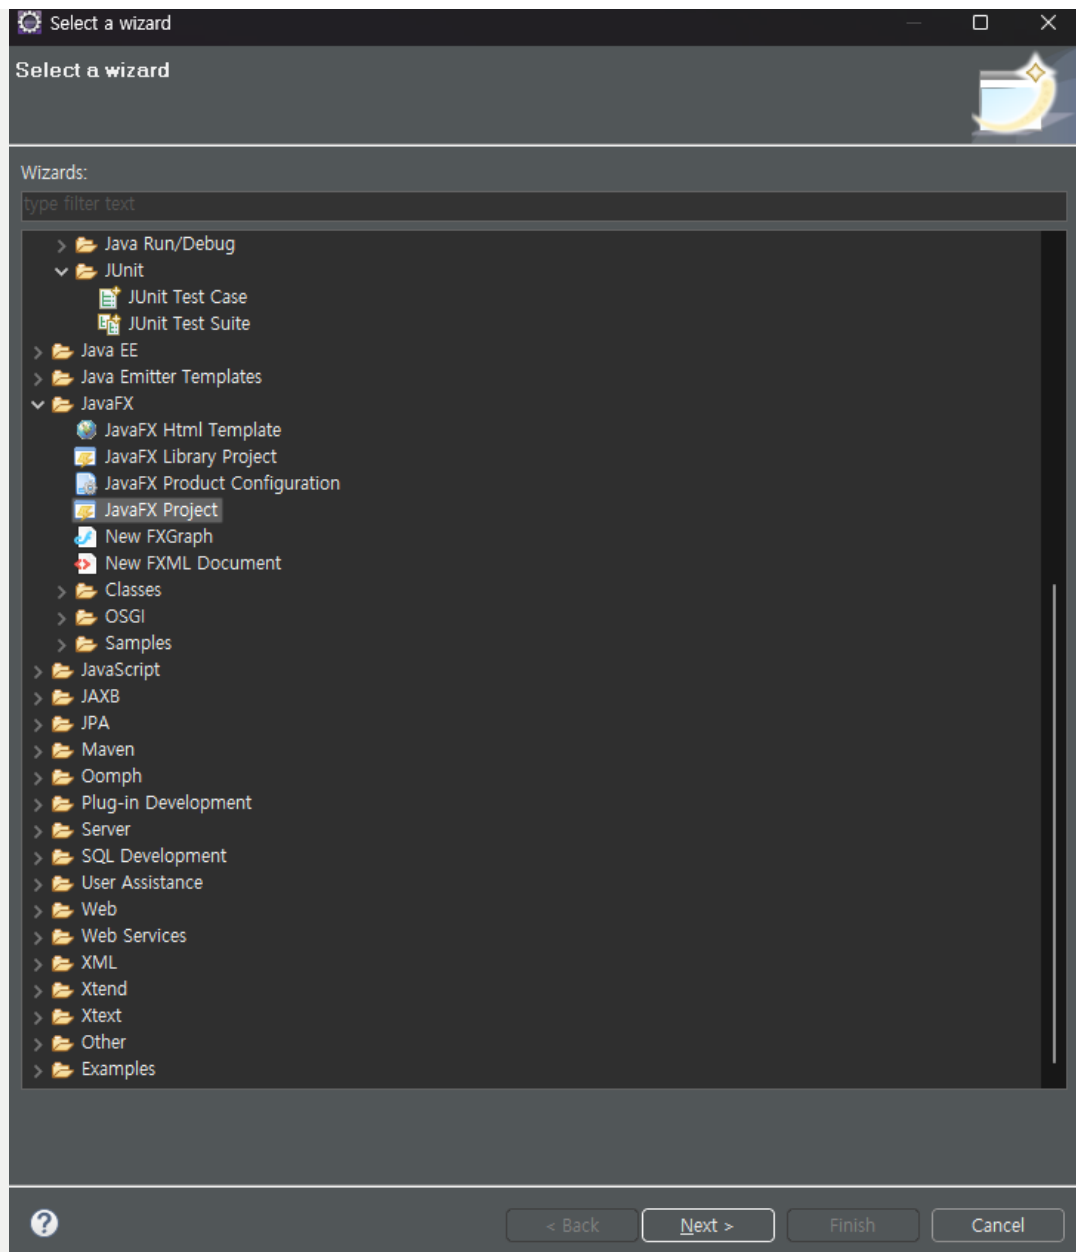 Select a wizard
Select a wizard
Wizards:
type filter text
Java Run/Debug
JUnit
JUnit Test Case
JUnit Test Suite
Java EE
Java Emitter Templates
JavaFX
JavaFX Html Template
JavaFX Library Project
JavaFX Product Configuration
JavaFX Project
New FXGraph
New FXML Document
Classes
OSGI
Samples
JavaScript
JAXB
JPA
Maven
Oomph
Plug-in Development
Server
SQL Development
User Assistance
Web
Web Services
XML
Xtend
Xtext
Other
Examples
? < Back Next > Finish Cancel